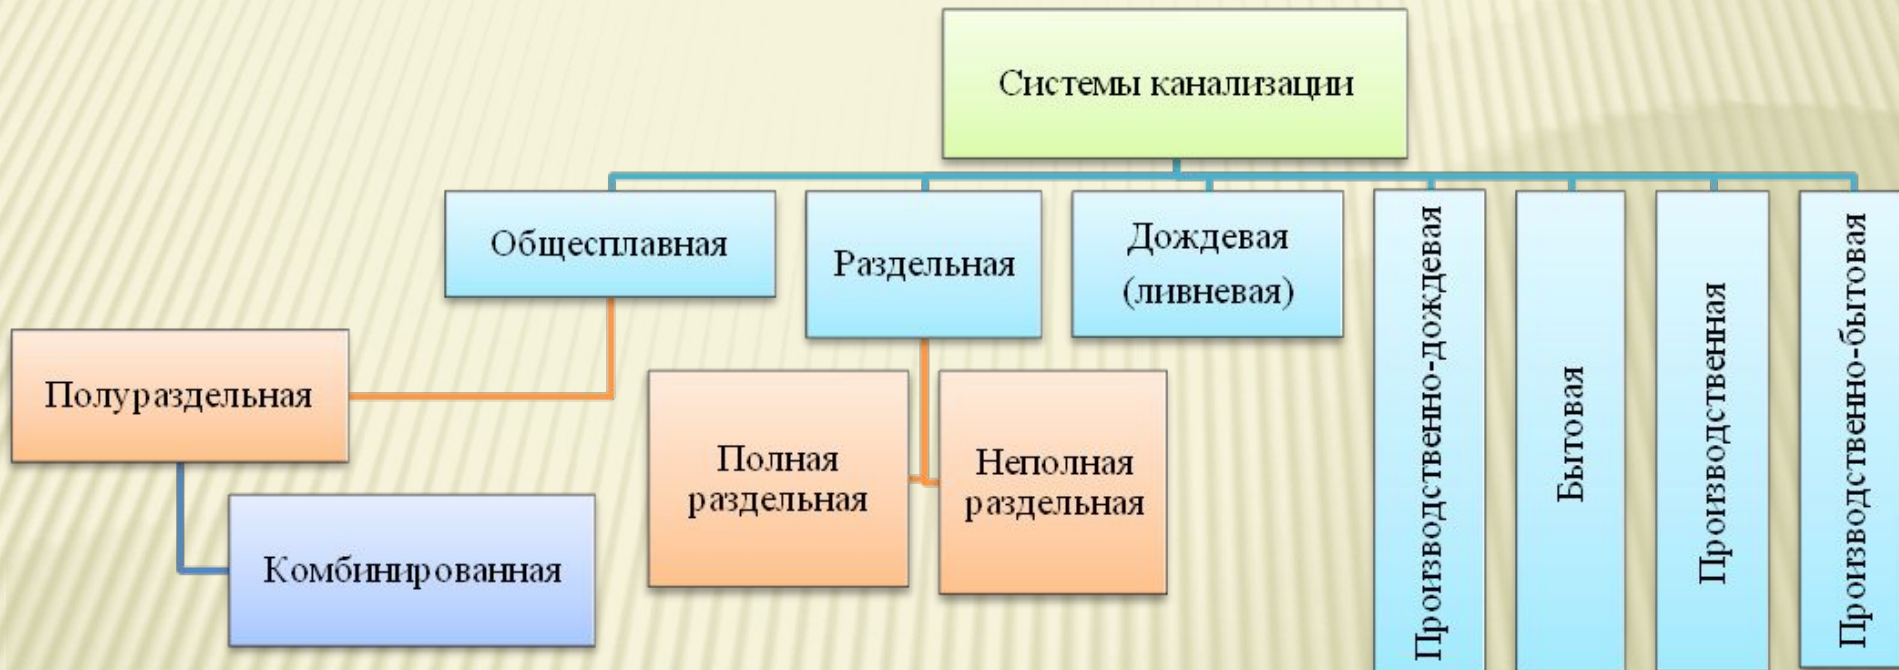 Системы канализации
Общесплавная
Раздельная
Дождевая
(ливневая)
Производственно-дождевая
Бытовая
Производственная
Производственно-бытовая
Полураздельная
Полная
раздельная
Неполная
раздельная
Комбинированная